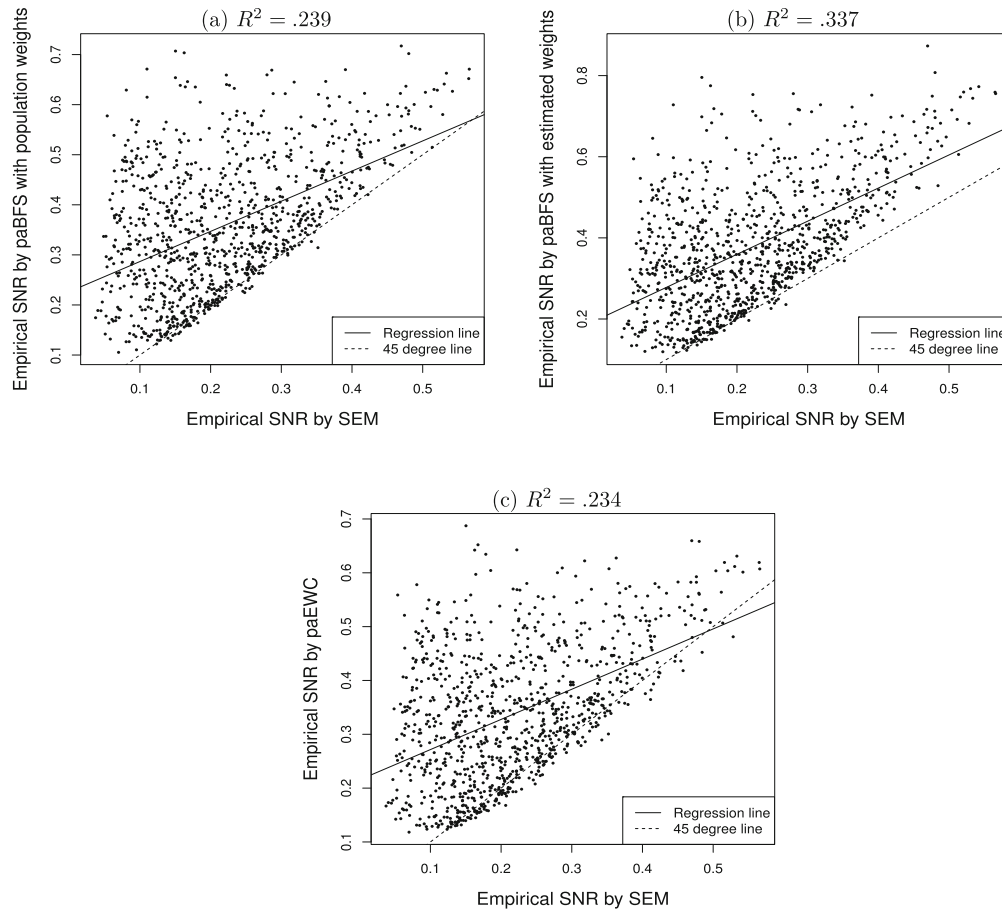 (a) R² = .239
Empirical SNR by paBFS with population weights
0.7
0.6
0.5
0.4
0.3
0.2
0.1
Regression line
45 degree line
0.1 0.2 0.3 0.4 0.5
Empirical SNR by SEM
(b) R² = .337
Empirical SNR by paBFS with estimated weights
0.8
0.6
0.4
0.2
Regression line
45 degree line
0.1 0.2 0.3 0.4 0.5
Empirical SNR by SEM
(c) R² = .234
Empirical SNR by paEWC
0.7
0.6
0.5
0.4
0.3
0.2
0.1
Regression line
45 degree line
0.1 0.2 0.3 0.4 0.5
Empirical SNR by SEM